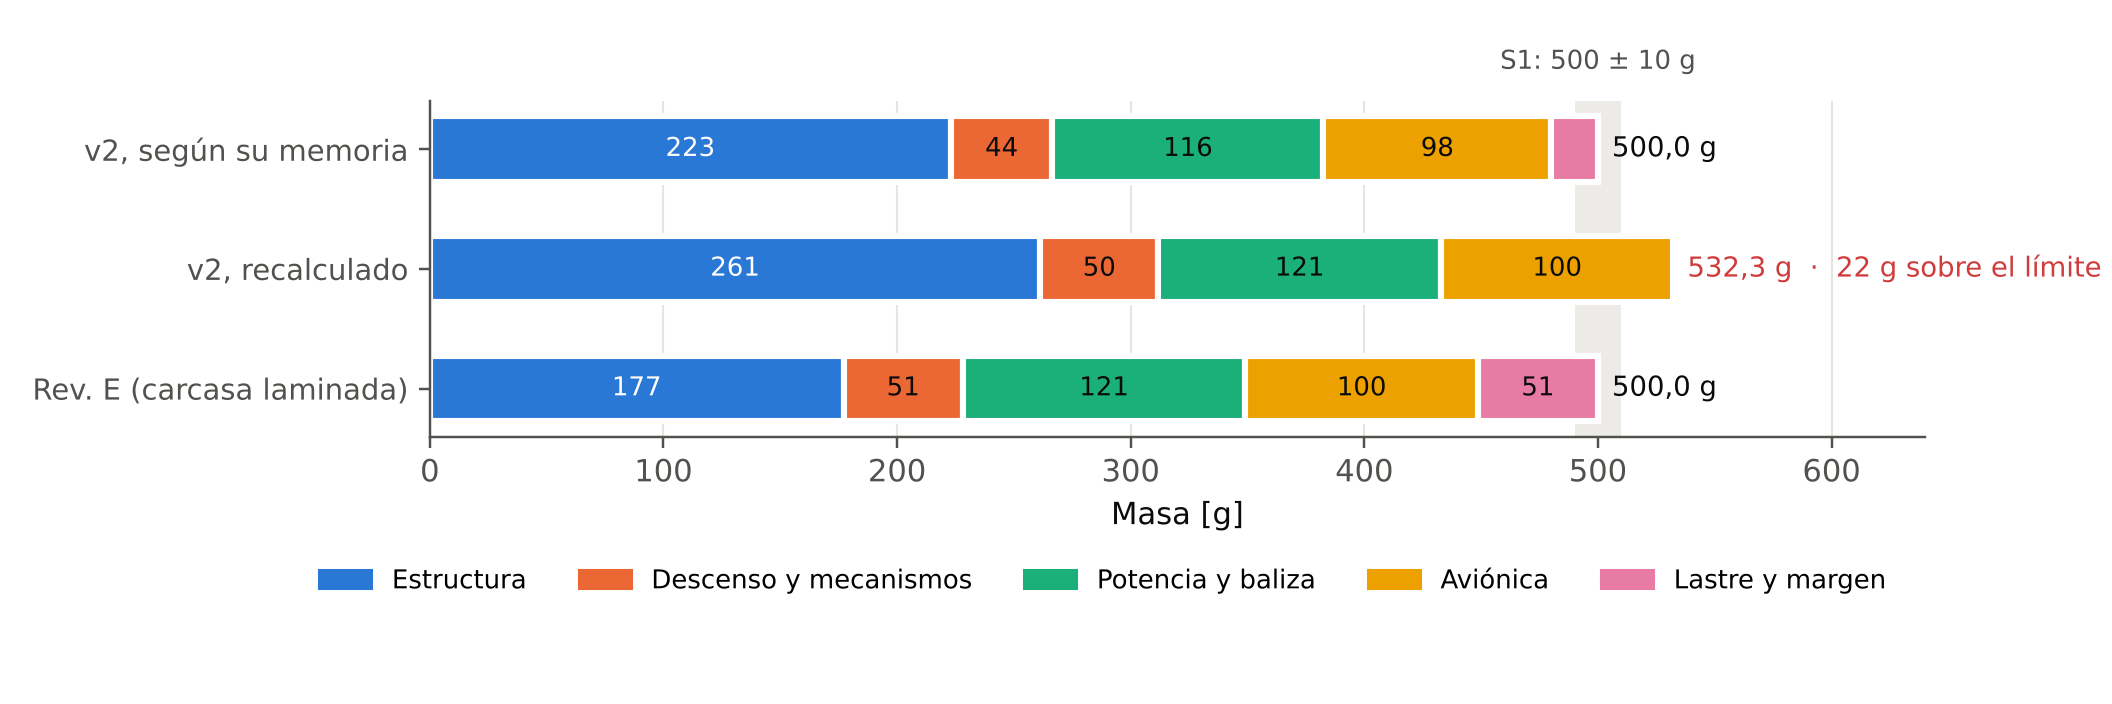 S1: 500 ± 10 g
v2, según su memoria 223 44 116 98 500,0 g
v2, recalculado 261 50 121 100 532,3 g · 22 g sobre el límite
Rev. E (carcasa laminada) 177 51 121 100 51 500,0 g
0 100 200 300 400 500 600
Masa [g]
Estructura Descenso y mecanismos Potencia y baliza Aviónica Lastre y margen